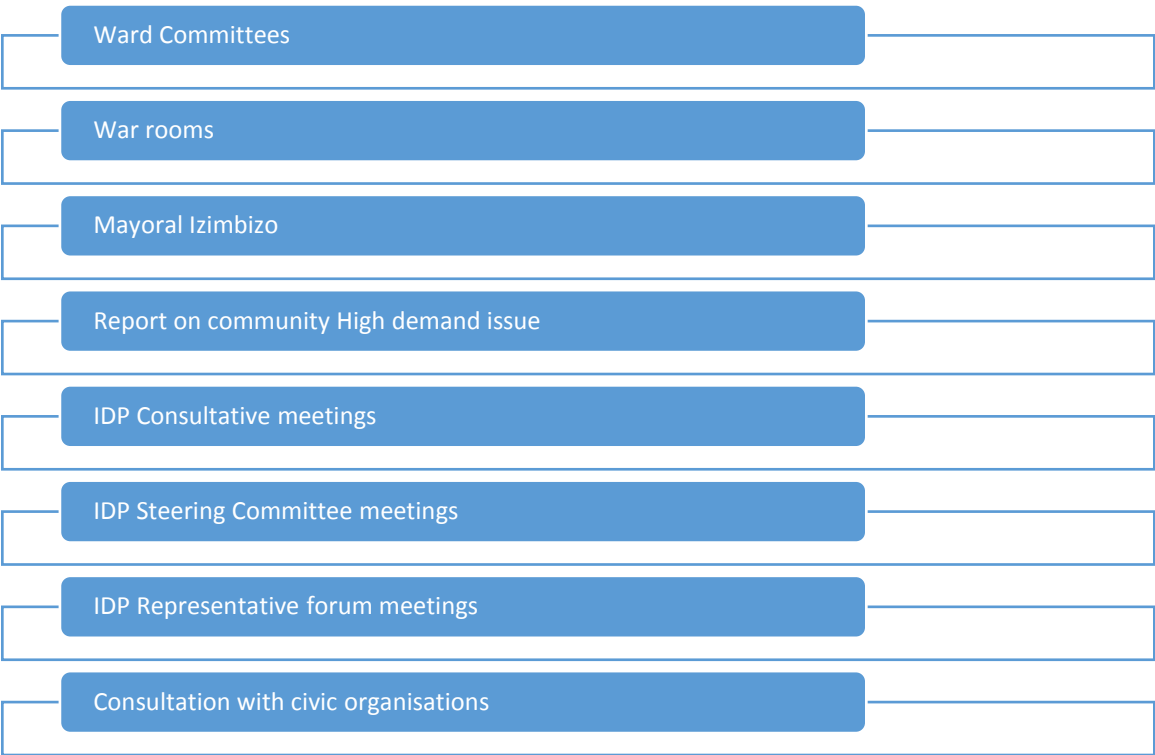 Ward Committees
War rooms
Mayoral Izimbizo
Report on community High demand issue
IDP Consultative meetings
IDP Steering Committee meetings
IDP Representative forum meetings
Consultation with civic organisations